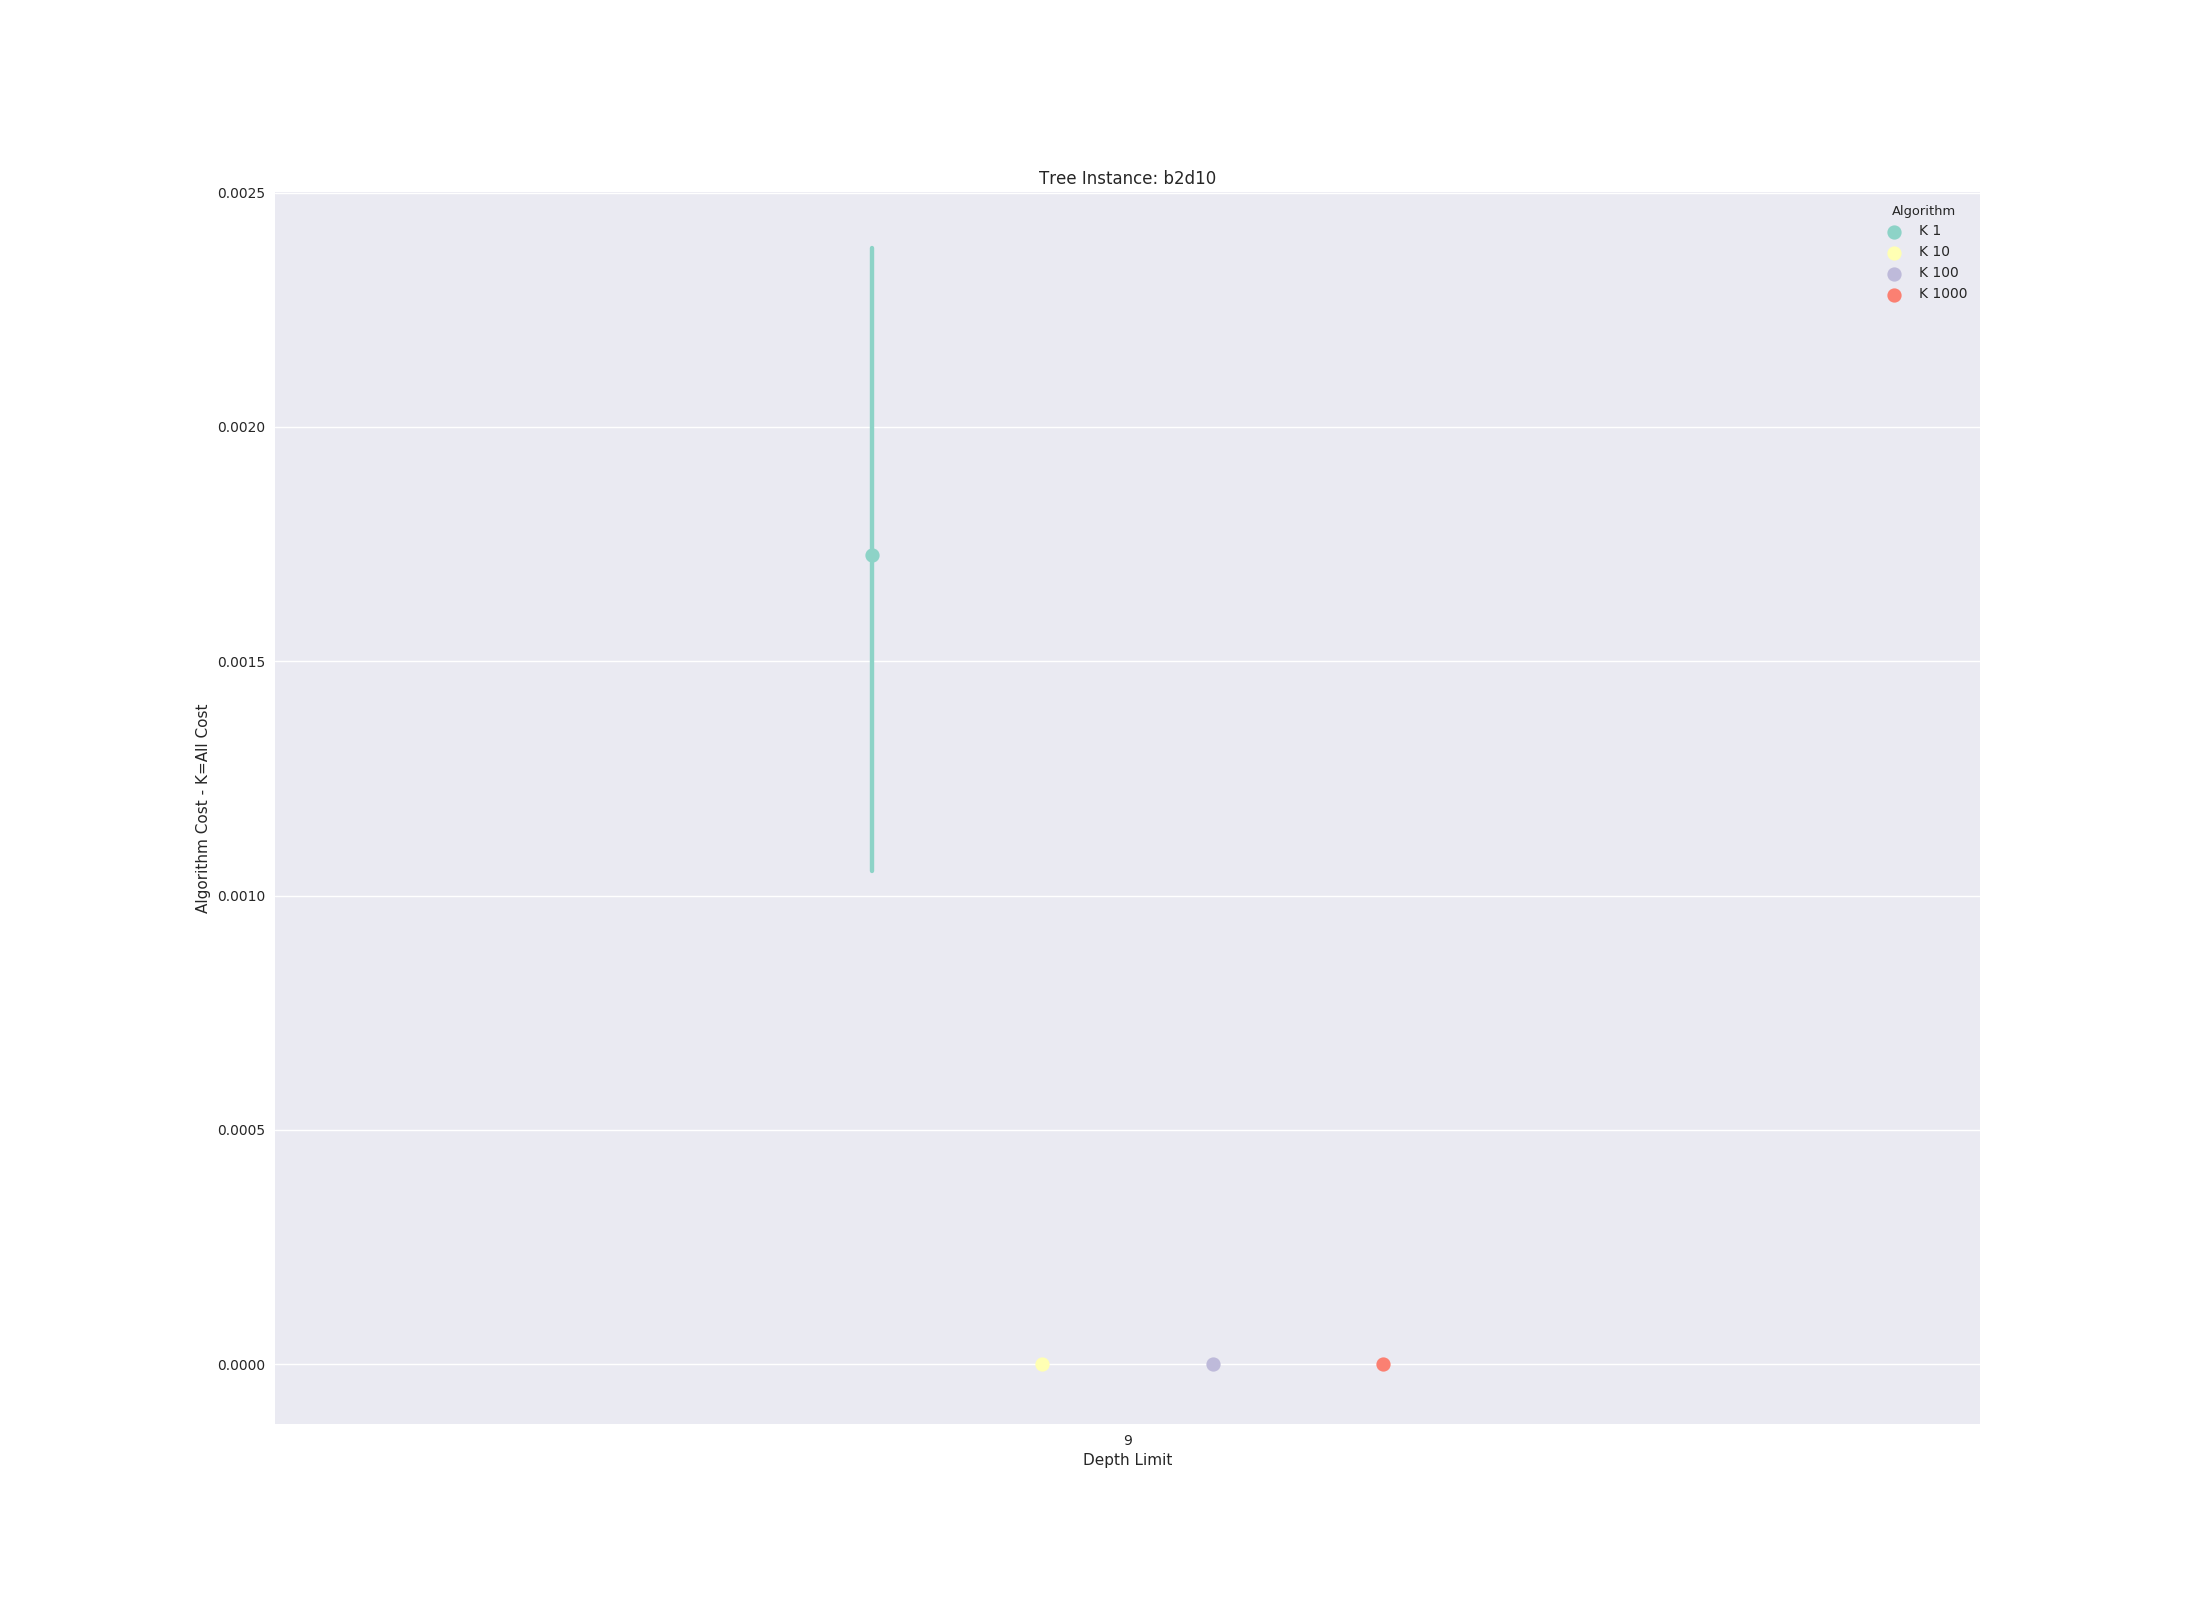 Tree Instance: b2d10
0.0025
0.0020
0.0015
0.0010
0.0005
0.0000
Algorithm Cost - K=All Cost
Algorithm
K 1
K 10
K 100
K 1000
9
Depth Limit